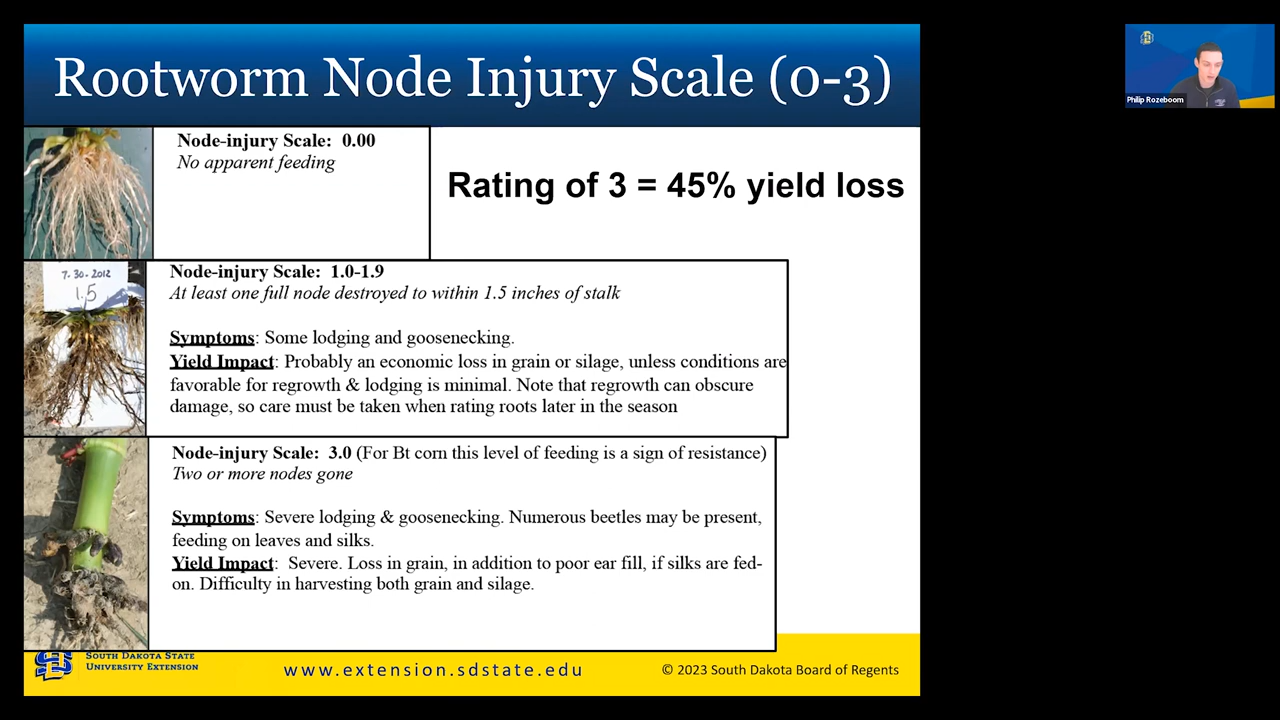 Rootworm Node Injury Scale (0-3)
Philip Rozeboom
Node-injury Scale: 0.00
No apparent feeding
Rating of 3 = 45% yield loss
7-30-2012
1.5
Node-injury Scale: 1.0-1.9
At least one full node destroyed to within 1.5 inches of stalk
Symptoms: Some lodging and goosenecking.
Yield Impact: Probably an economic loss in grain or silage, unless conditions are
favorable for regrowth & lodging is minimal. Note that regrowth can obscure
damage, so care must be taken when rating roots later in the season
Node-injury Scale: 3.0 (For Bt corn this level of feeding is a sign of resistance)
Two or more nodes gone
Symptoms: Severe lodging & goosenecking. Numerous beetles may be present,
feeding on leaves and silks.
Yield Impact: Severe. Loss in grain, in addition to poor ear fill, if silks are fed-
on. Difficulty in harvesting both grain and silage.
SOUTH DAKOTA STATE
UNIVERSITY EXTENSION
www.extension.sdstate.edu
© 2023 South Dakota Board of Regents